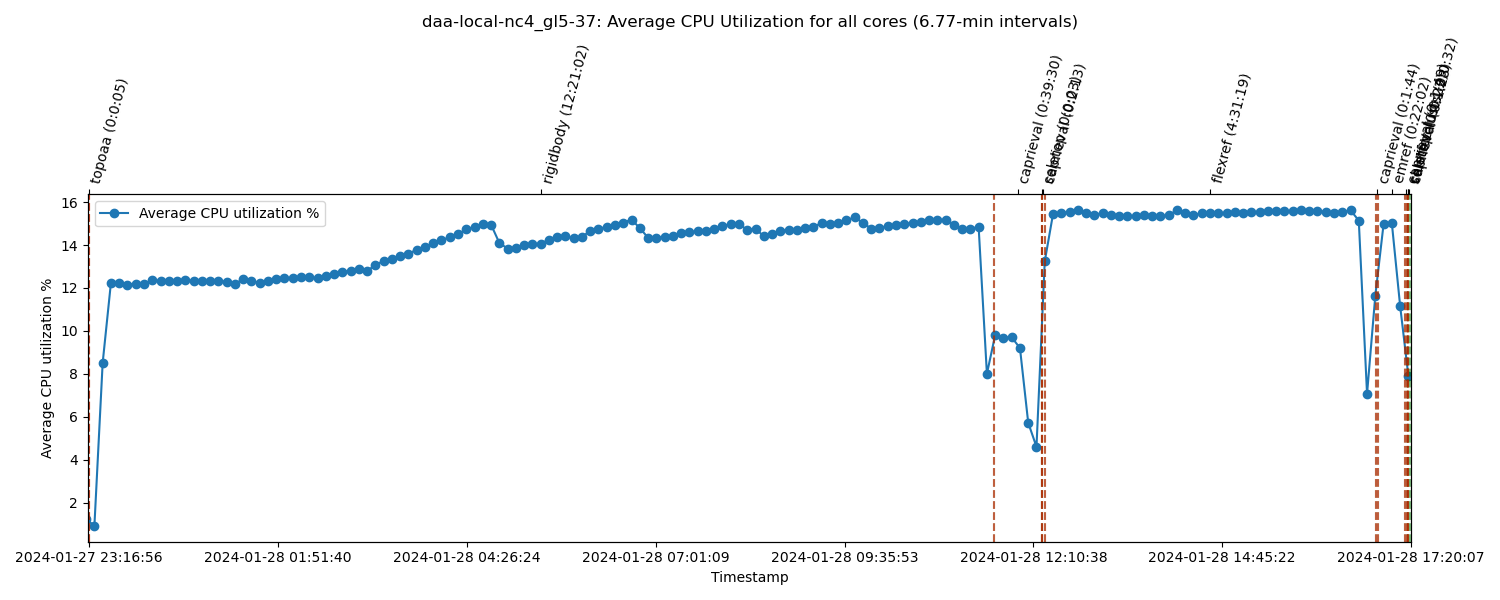 daa-local-nc4_gl5-37: Average CPU Utilization for all cores (6.77-min intervals)
topoaa (0:0:05)
rigidbody (12:21:02)
caprieval (0:39:30)
flexref (4:31:19)
caprieval (0:1:44)
emref (0:22:02)
Average CPU utilization %
16
14
12
10
8
6
4
2
Average CPU utilization %
2024-01-27 23:16:56
2024-01-28 01:51:40
2024-01-28 04:26:24
2024-01-28 07:01:09
2024-01-28 09:35:53
2024-01-28 12:10:38
2024-01-28 14:45:22
2024-01-28 17:20:07
Timestamp